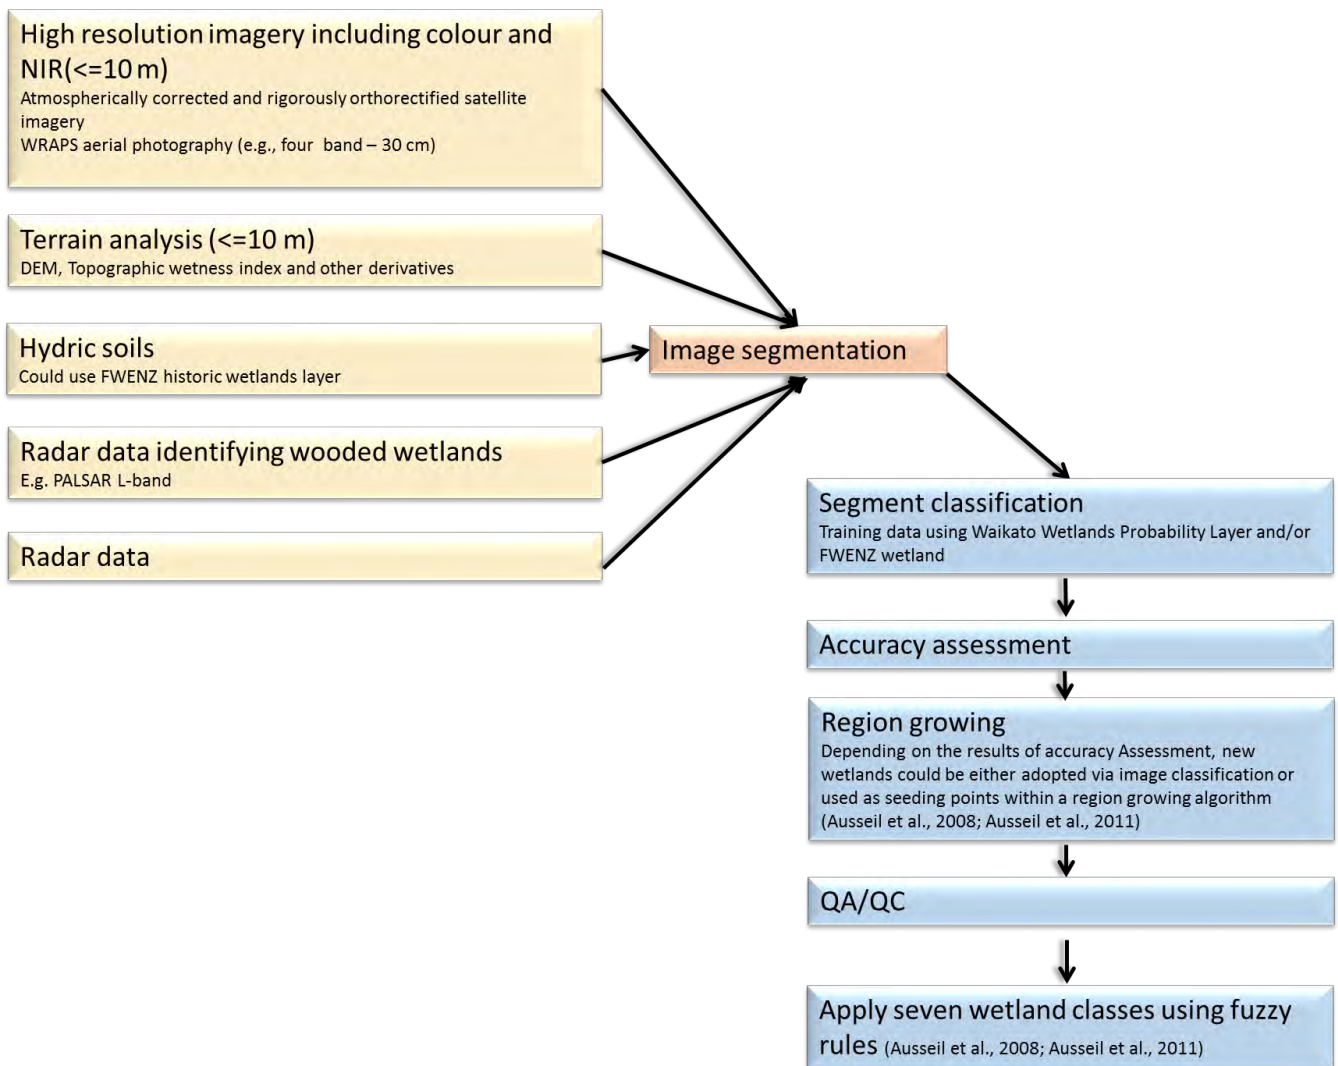 High resolution imagery including colour and
NIR(<=10 m)
Atmospherically corrected and rigorously orthorectified satellite
imagery
WRAPS aerial photography (e.g., four band – 30 cm)
Terrain analysis (<=10 m)
DEM, Topographic wetness index and other derivatives
Hydric soils
Could use FWENZ historic wetlands layer
Radar data identifying wooded wetlands
E.g. PALSAR L-band
Radar data
Image segmentation
Segment classification
Training data using Waikato Wetlands Probability Layer and/or
FWENZ wetland
Accuracy assessment
Region growing
Depending on the results of accuracy Assessment, new
wetlands could be either adopted via image classification or
used as seeding points within a region growing algorithm
(Ausseil et al., 2008; Ausseil et al., 2011)
QA/QC
Apply seven wetland classes using fuzzy
rules (Ausseil et al., 2008; Ausseil et al., 2011)